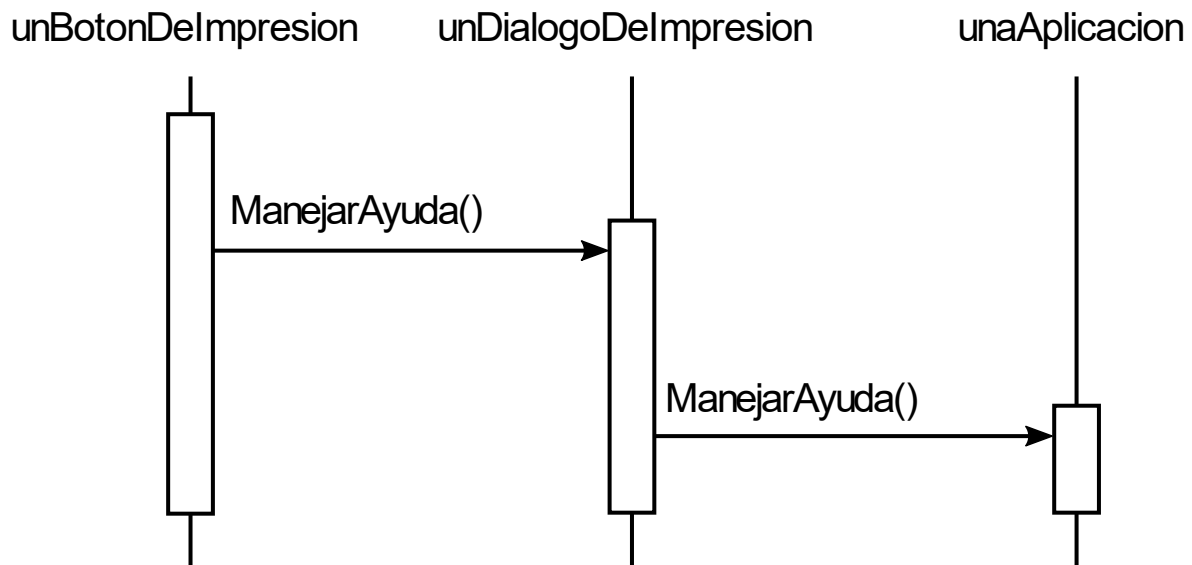 unBotonDeImpresion
unDialogoDeImpresion
unaAplicacion
ManejarAyuda()
ManejarAyuda()